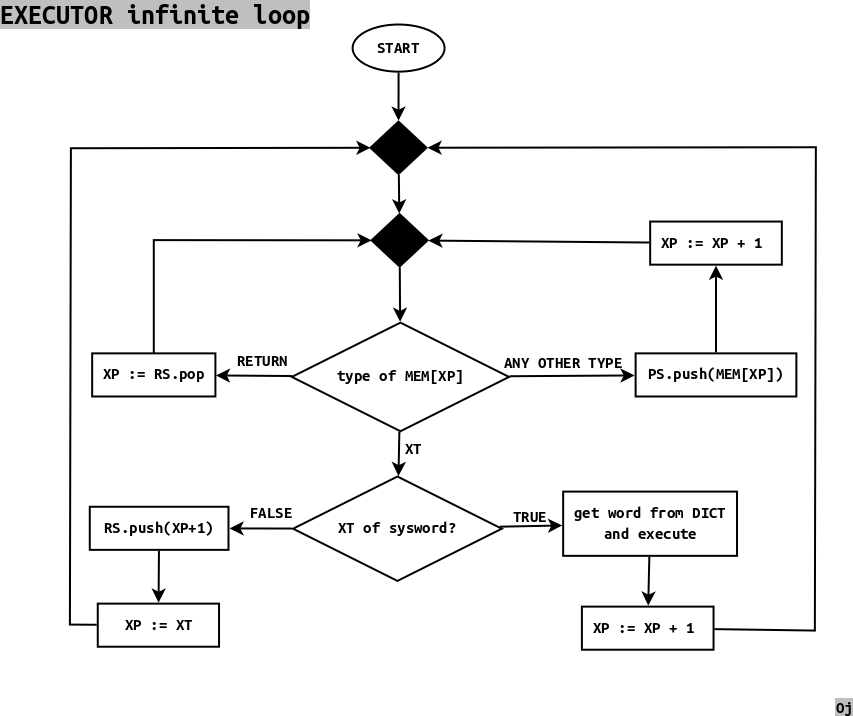 EXECUTOR infinite loop
START
XP := XP + 1
RETURN
ANY OTHER TYPE
XP := RS.pop
type of MEM[XP]
PS.push(MEM[XP])
XT
FALSE
TRUE
RS.push(XP+1)
XT of sysword?
get word from DICT
and execute
XP := XT
XP := XP + 1
Oj